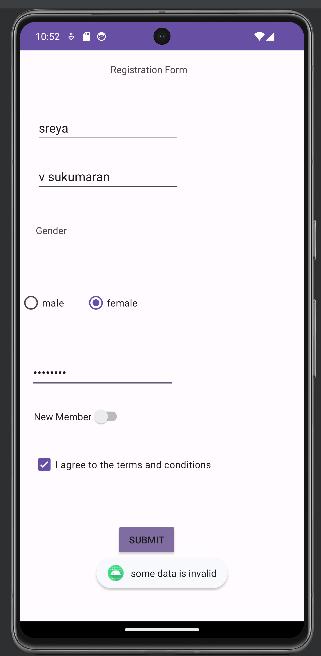 10:52
Registration Form
sreya
v sukumaran
Gender
male female
••••••••
New Member
I agree to the terms and conditions
SUBMIT
some data is invalid